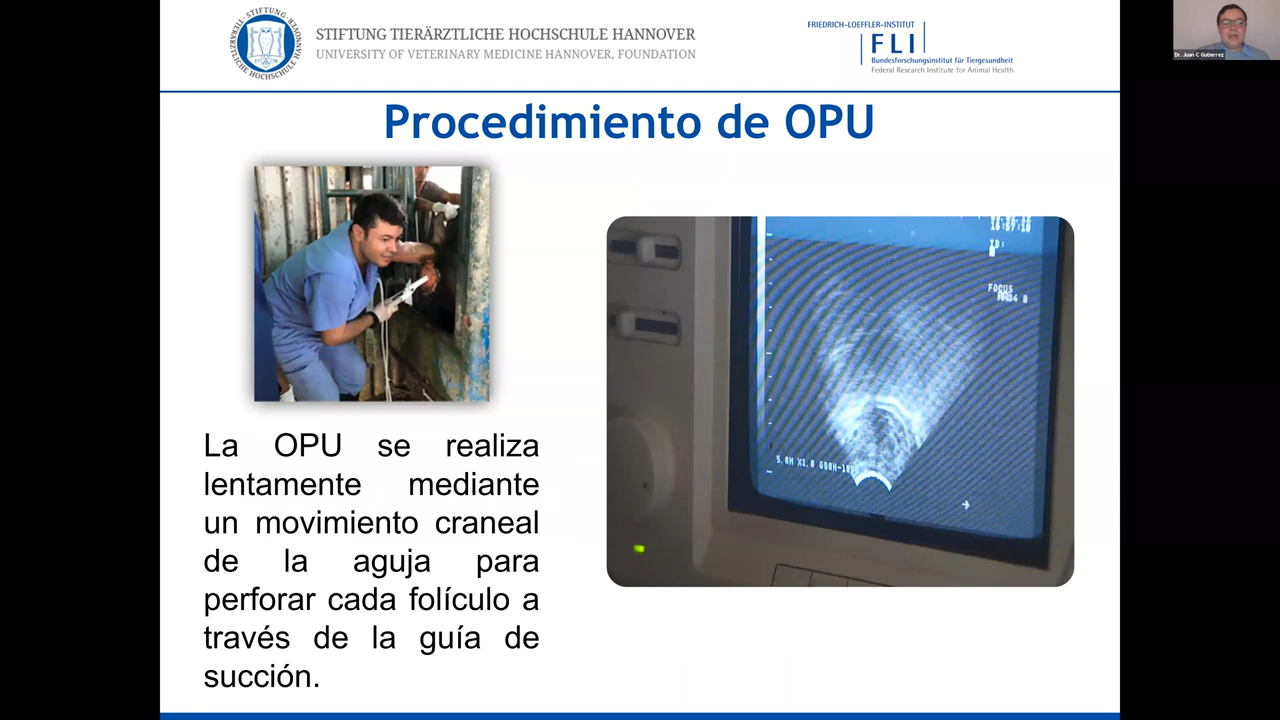 STIFTUNG TIERÄRZTLICHE HOCHSCHULE HANNOVER
UNIVERSITY OF VETERINARY MEDICINE HANNOVER, FOUNDATION
FRIEDRICH-LOEFFLER-INSTITUT
FLI
Bundesforschungsinstitut für Tiergesundheit
Federal Research Institute for Animal Health
Dr. Juan C Gutierrez
Procedimiento de OPU
La OPU se realiza
lentamente mediante
un movimiento craneal
de la aguja para
perforar cada folículo a
través de la guía de
succión.
ID:
FOCUS